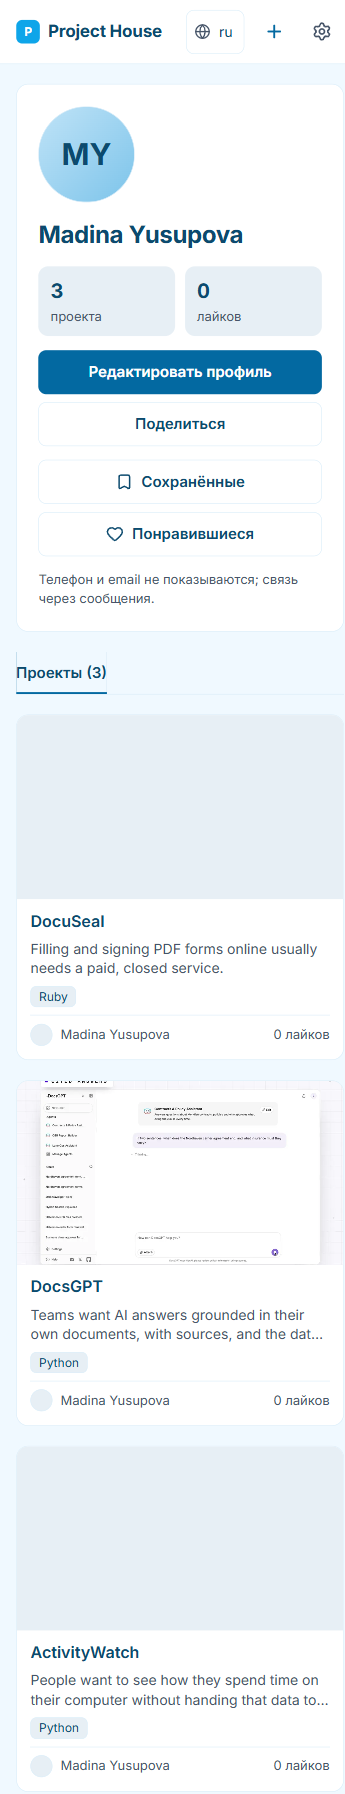 P Project House ru
MY
Madina Yusupova
3
проекта
0
лайков
Редактировать профиль
Поделиться
Сохранённые
Понравившиеся
Телефон и email не показываются; связь
через сообщения.
Проекты (3)
DocuSeal
Filling and signing PDF forms online usually
needs a paid, closed service.
Ruby
Madina Yusupova 0 лайков
DocsGPT
DocsGPT
Teams want AI answers grounded in their
own documents, with sources, and the dat...
Python
Madina Yusupova 0 лайков
ActivityWatch
People want to see how they spend time on
their computer without handing that data to...
Python
Madina Yusupova 0 лайков